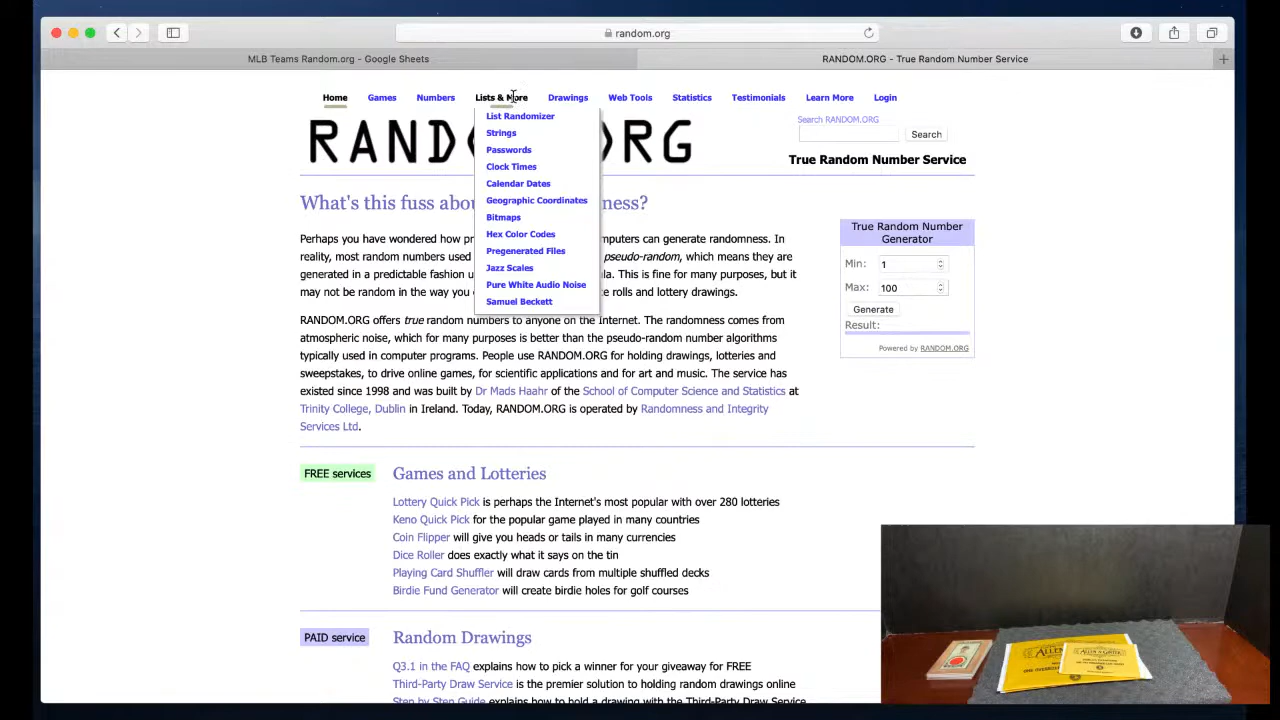 random.org
MLB Teams Random.org - Google Sheets
RANDOM.ORG - True Random Number Service
Home Games Numbers Lists & More Drawings Web Tools Statistics Testimonials Learn More Login
List Randomizer
Strings
Passwords
Clock Times
Calendar Dates
Geographic Coordinates
Bitmaps
Hex Color Codes
Pregenerated Files
Jazz Scales
Pure White Audio Noise
Samuel Beckett
RAND RG
Search RANDOM.ORG
Search
True Random Number Service
What's this fuss abou ness?
Perhaps you have wondered how pr mputers can generate randomness. In
reality, most random numbers used pseudo-random, which means they are
generated in a predictable fashion u la. This is fine for many purposes, but it
may not be random in the way you e rolls and lottery drawings.
RANDOM.ORG offers true random numbers to anyone on the Internet. The randomness comes from
atmospheric noise, which for many purposes is better than the pseudo-random number algorithms
typically used in computer programs. People use RANDOM.ORG for holding drawings, lotteries and
sweepstakes, to drive online games, for scientific applications and for art and music. The service has
existed since 1998 and was built by Dr Mads Haahr of the School of Computer Science and Statistics at
Trinity College, Dublin in Ireland. Today, RANDOM.ORG is operated by Randomness and Integrity
Services Ltd.
True Random Number
Generator
Min: 1
Max: 100
Generate
Result:
Powered by RANDOM.ORG
FREE services
Games and Lotteries
Lottery Quick Pick is perhaps the Internet's most popular with over 280 lotteries
Keno Quick Pick for the popular game played in many countries
Coin Flipper will give you heads or tails in many currencies
Dice Roller does exactly what it says on the tin
Playing Card Shuffler will draw cards from multiple shuffled decks
Birdie Fund Generator will create birdie holes for golf courses
PAID service
Random Drawings
Q3.1 in the FAQ explains how to pick a winner for your giveaway for FREE
Third-Party Draw Service is the premier solution to holding random drawings online
Step by Step Guide explains how to hold a drawing with the Third-Party Draw Service
ALLEN & GINTER